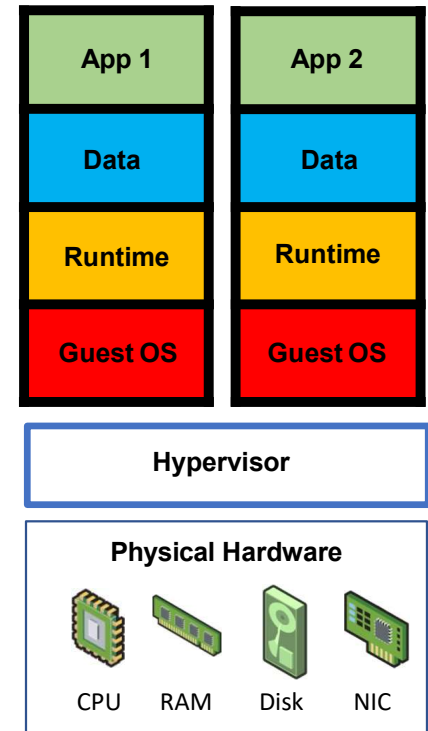 App 1
App 2
Data
Data
Runtime
Runtime
Guest OS
Guest OS
Hypervisor
Physical Hardware
CPU
RAM
Disk
NIC